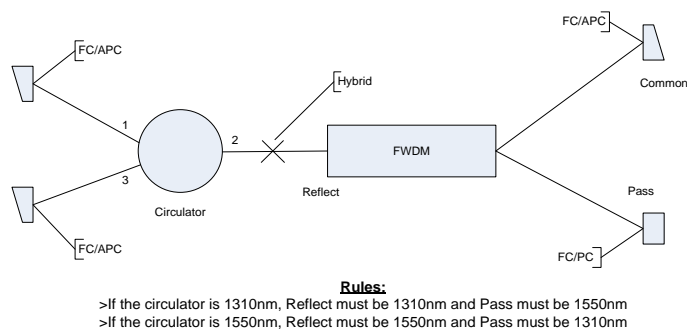 FC/APC
FC/APC
Hybrid
Common
1
2
FWDM
3
Reflect
Pass
Circulator
FC/APC
FC/PC
Rules:
>If the circulator is 1310nm, Reflect must be 1310nm and Pass must be 1550nm
>If the circulator is 1550nm, Reflect must be 1550nm and Pass must be 1310nm